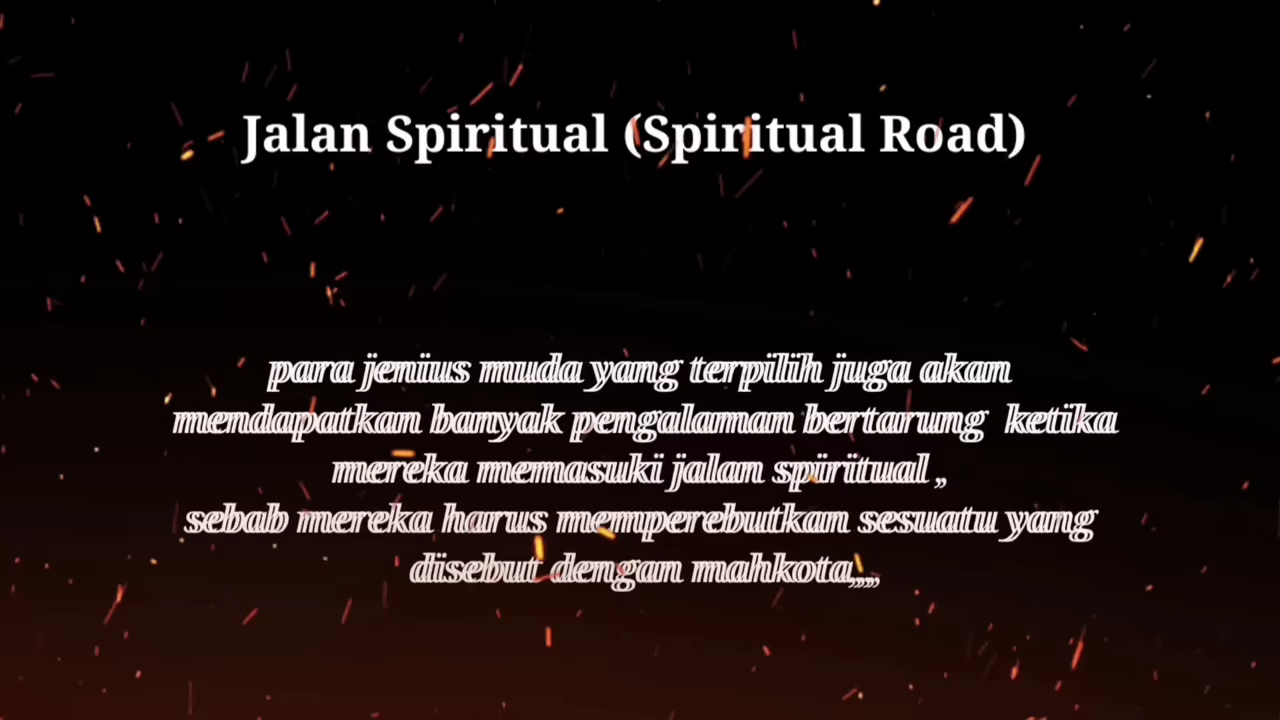 Jalan Spiritual (Spiritual Road)
para jenius muda yang terpilih juga akan
mendapatkan banyak pengalaman bertarung ketika
mereka memasuki jalan spiritual ,,
sebab mereka harus memperebutkan sesuatu yang
disebut dengan mahkota,,,,